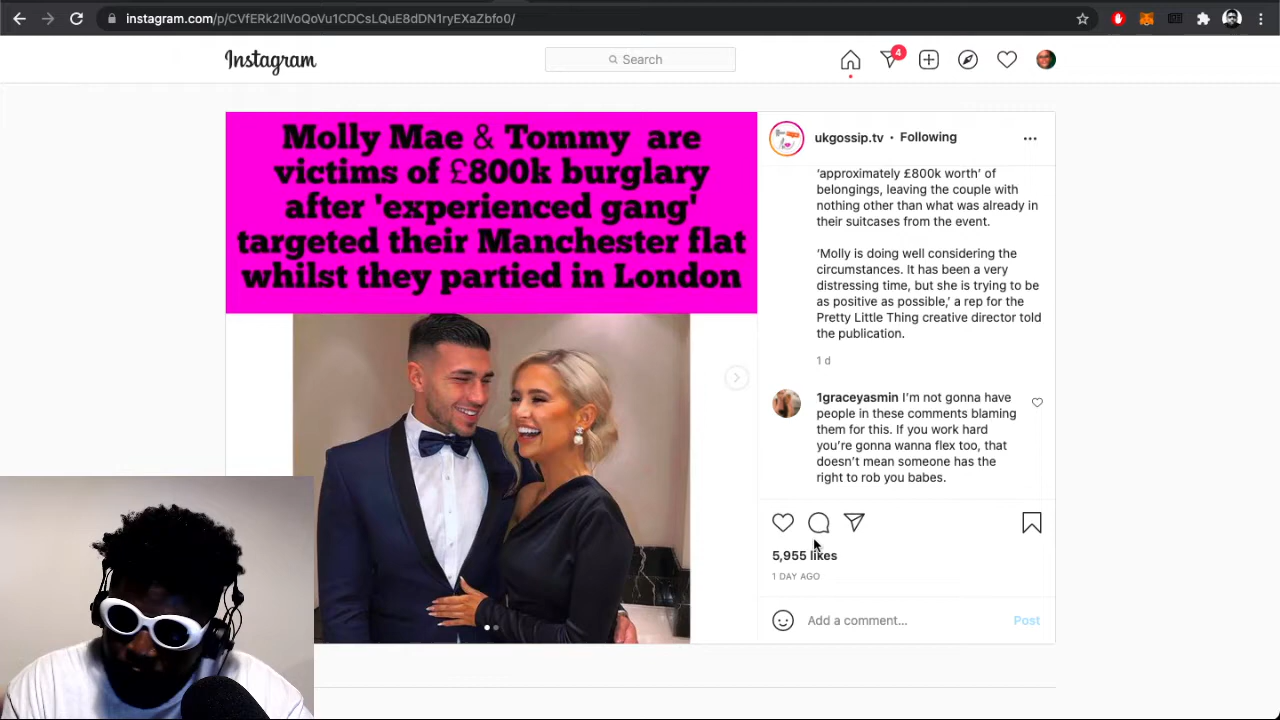 instagram.com/p/CVfERk2IlVoQoVu1CDCsLQuE8dDN1ryEXaZbfo0/
Instagram
Search
4
Molly Mae & Tommy are
victims of £800k burglary
after 'experienced gang'
targeted their Manchester flat
whilst they partied in London
ukgossip.tv • Following
‘approximately £800k worth’ of
belongings, leaving the couple with
nothing other than what was already in
their suitcases from the event.
‘Molly is doing well considering the
circumstances. It has been a very
distressing time, but she is trying to be
as positive as possible,’ a rep for the
Pretty Little Thing creative director told
the publication.
1 d
1graceyasmin I’m not gonna have
people in these comments blaming
them for this. If you work hard
you’re gonna wanna flex too, that
doesn’t mean someone has the
right to rob you babes.
5,955 likes
1 DAY AGO
Add a comment...
Post